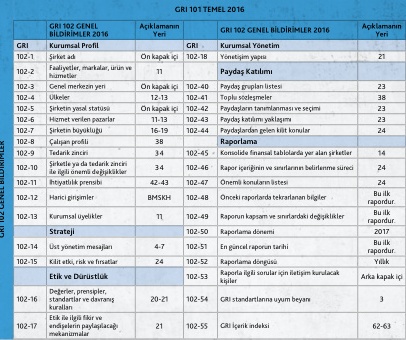 GRI 101 TEMEL 2016
GRI 102 GENEL BİLDİRİMLER
GRI 102 GENEL BİLDİRİMLER 2016 Açıklamanın Yeri
GRI Kurumsal Profil
102-1 Şirket adı Ön kapak içi
102-2 Faaliyetler, markalar, ürün ve hizmetler 11
102-3 Genel merkezin yeri Ön kapak içi
102-4 Ülkeler 12-13
102-5 Şirketin yasal statüsü Ön kapak içi
102-6 Hizmet verilen pazarlar 11-13
102-7 Şirketin büyüklüğü 16-19
102-8 Çalışan profili 38
102-9 Tedarik zinciri 34
102-10 Şirketle ya da tedarik zinciri ile ilgili önemli değişiklikler 34
102-11 İhtiyatlılık prensibi 42-43
102-12 Harici girişimler BMSKH
102-13 Kurumsal üyelikler 11
Strateji
102-14 Üst yönetim mesajları 4-7
102-15 Kilit etki, risk ve fırsatlar 24
Etik ve Dürüstlük
102-16 Değerler, prensipler, standartlar ve davranış kuralları 20-21
102-17 Etik ile ilgili fikir ve endişelerin paylaşılacağı mekanizmalar 21
GRI 102 GENEL BİLDİRİMLER 2016 Açıklamanın Yeri
GRI Kurumsal Yönetim
102-18 Yönetişim yapısı 21
Paydaş Katılımı
102-40 Paydaş grupları listesi 23
102-41 Toplu sözleşmeler 38
102-42 Paydaşların tanımlanması ve seçimi 23
102-43 Paydaş katılımı yaklaşımı 23
102-44 Paydaşlardan gelen kilit konular 24
Raporlama
102-45 Konsolide finansal tablolarda yer alan şirketler 14
102-46 Rapor içeriğinin ve sınırlarının belirlenme süreci 24
102-47 Önemli konuların listesi 24
102-48 Önceki raporlarda tekrarlanan bilgiler Bu ilk rapordur.
102-49 Raporun kapsam ve sınırlardaki değişiklikler Bu ilk rapordur.
102-50 Raporlama dönemi 2017
102-51 En güncel raporun tarihi Bu ilk rapordur.
102-52 Raporlama döngüsü Yıllık
102-53 Raporla ilgili sorular için iletişim kurulacak kişiler Arka kapak içi
102-54 GRI standartlarına uyum beyanı 3
102-55 GRI İçerik indeksi 62-63